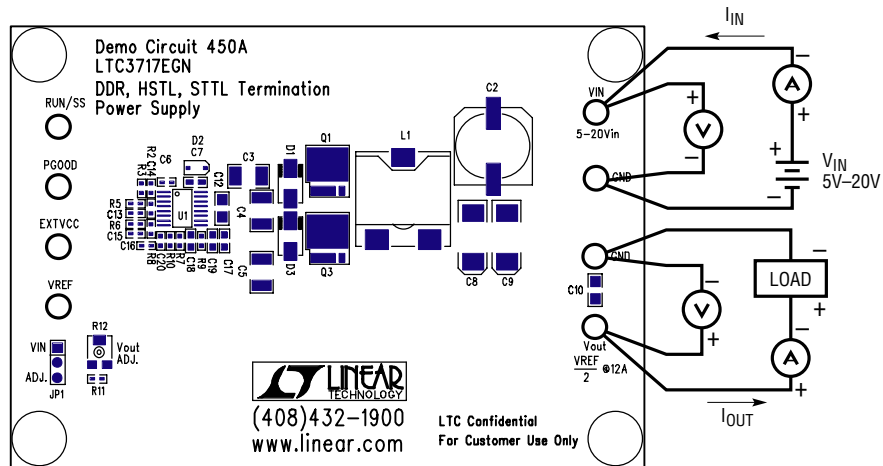 Demo Circuit 450A
LTC3717EGN
DDR, HSTL, STTL Termination
Power Supply
RUN/SS
PGOOD
EXTVCC
VREF
VIN
ADJ.
JP1
R12
Vout
ADJ.
R11
R2
C14
R3
C6
D2
C7
R5
C13
R6
C15
C16
U1
R8
C20
R10
R7
C18
R9
C19
C17
C12
C3
C4
C5
D1
D3
Q1
Q3
L1
C2
C8
C9
C10
VIN
5-20Vin
GND
GND
Vout
VREF
2
@12A
LINEAR
TECHNOLOGY
(408)432-1900
www.linear.com
LTC Confidential
For Customer Use Only
IIN
−
A
+
+
V
−
+
−
VIN
5V–20V
−
V
+
−
LOAD
+
−
A
+
IOUT